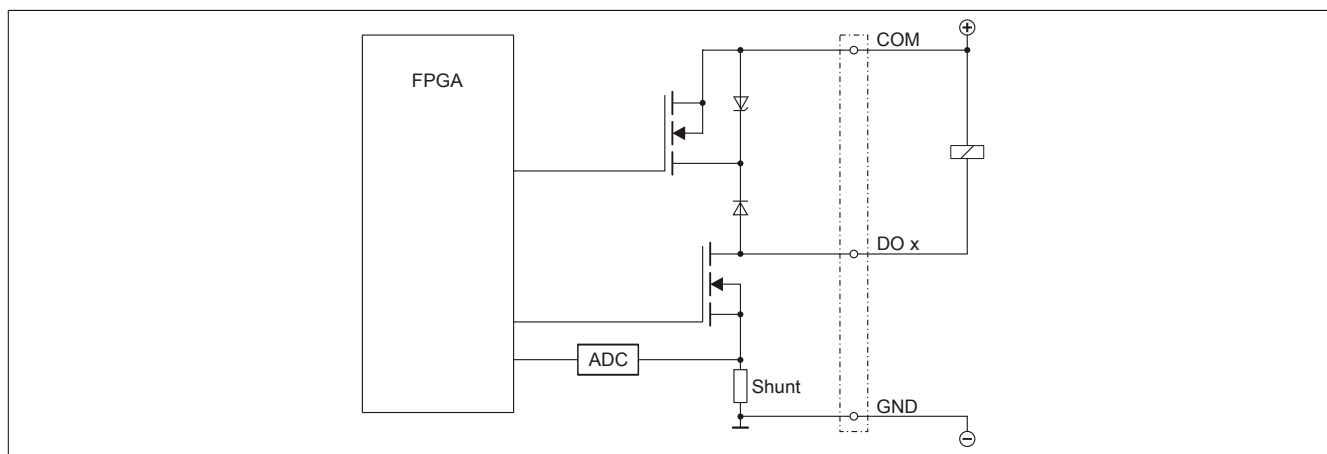 COM
FPGA
DO x
ADC
Shunt
GND